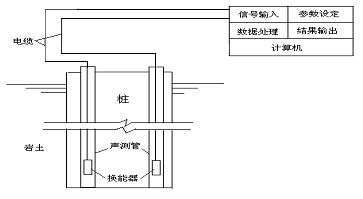 信号输入 参数设定
数据处理 结果输出
计算机
电缆
桩
岩土
声测管
换能器